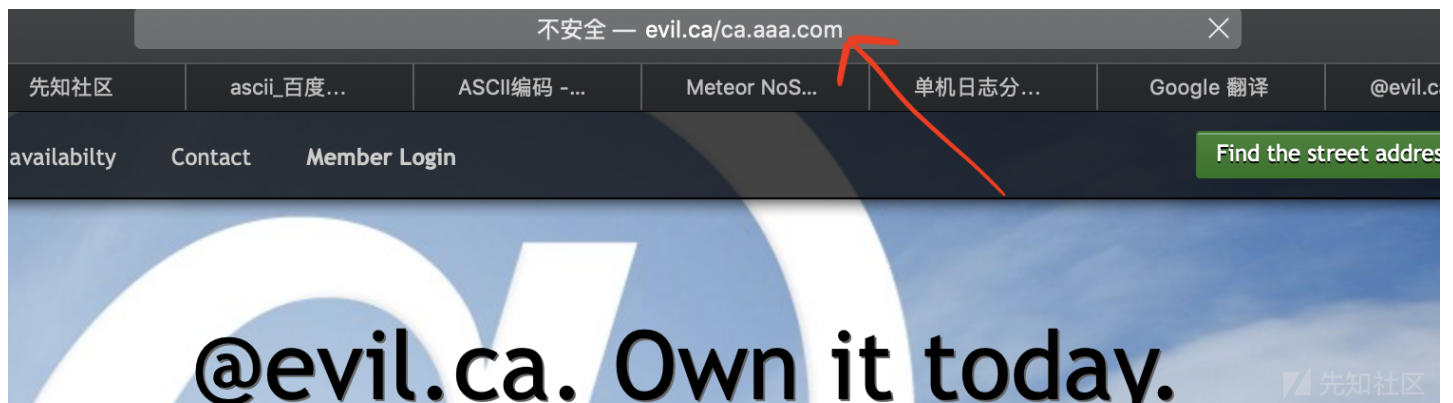 不安全 — evil.ca/ca.aaa.com
先知社区 ascii_百度... ASCII编码 -... Meteor NoS... 单机日志分... Google 翻译 @evil.c
availabilty Contact Member Login Find the street addres
@evil.ca. Own it today.
先知社区